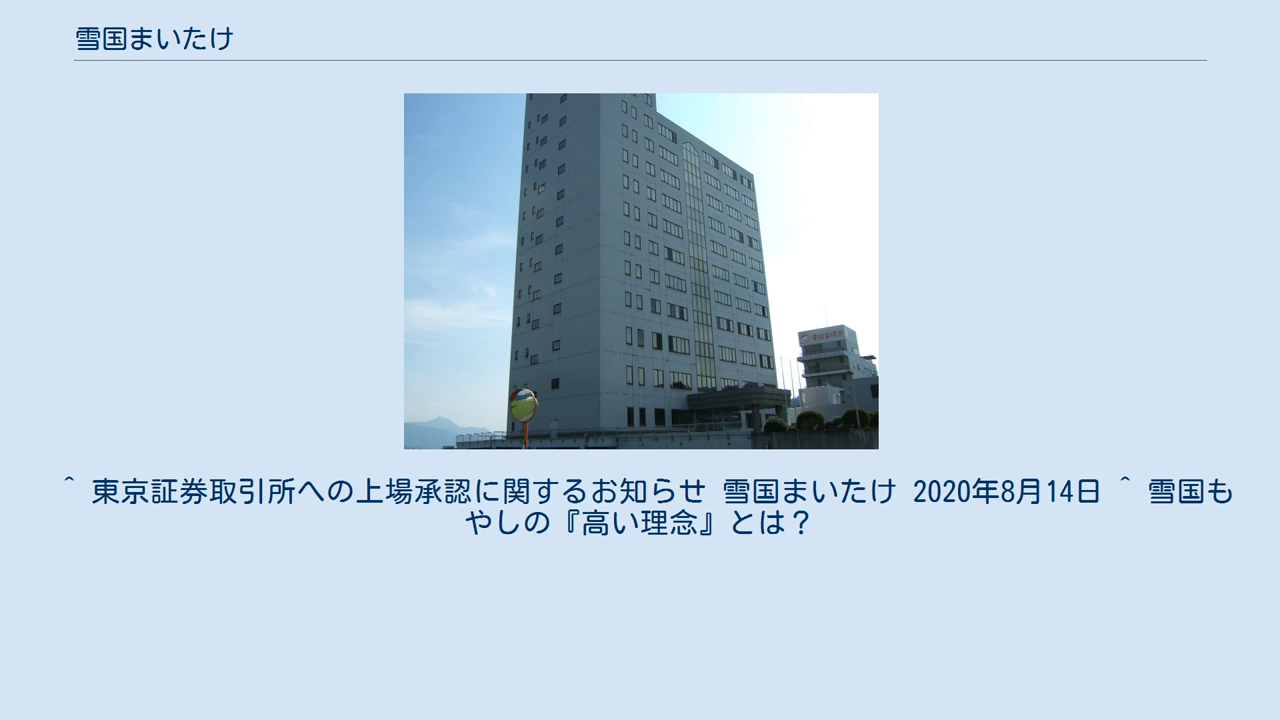 雪国まいたけ
^ 東京証券取引所への上場承認に関するお知らせ 雪国まいたけ 2020年8月14日 ^ 雪国も
やしの『高い理念』とは？